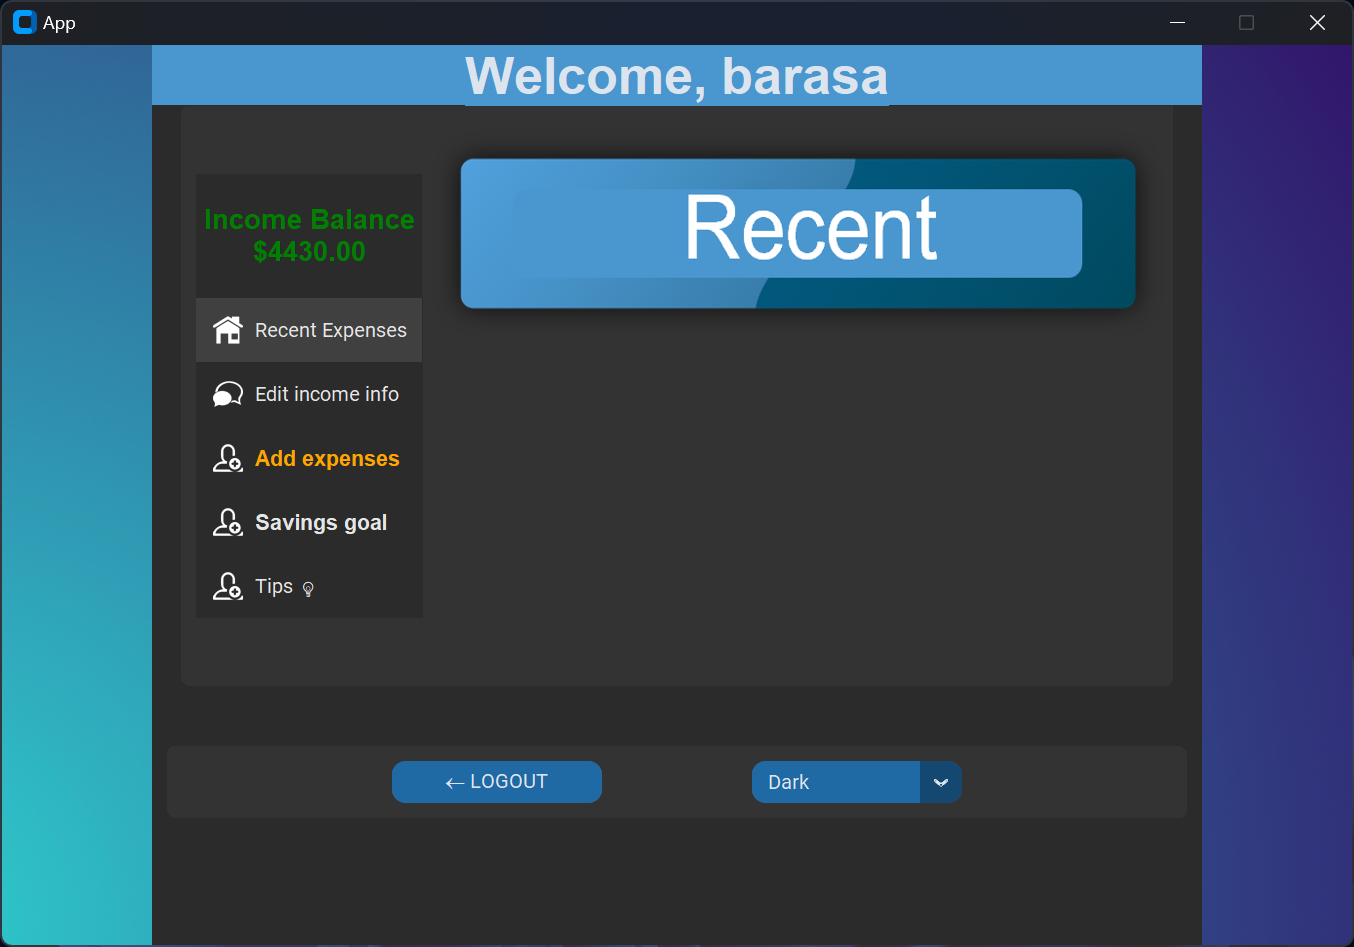 App
Welcome, barasa
Income Balance
$4430.00
Recent
Recent Expenses
Edit income info
Add expenses
Savings goal
Tips 💡
← LOGOUT
Dark